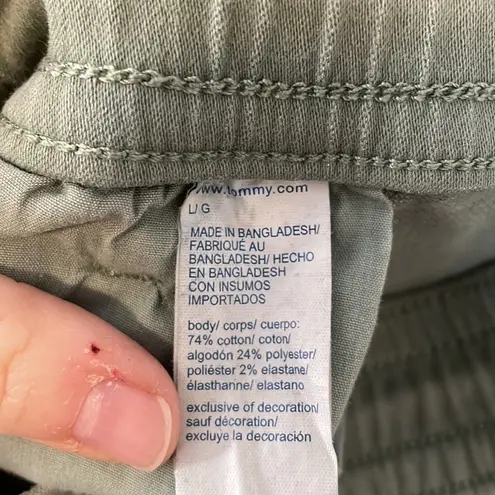 www.tommy.com
L/ G
MADE IN BANGLADESH/
FABRIQUÉ AU
BANGLADESH/ HECHO
EN BANGLADESH
CON INSUMOS
IMPORTADOS
body/ corps/ cuerpo:
74% cotton/ coton/
algodón 24% polyester/
poliéster 2% elastane/
élasthanne/ elastano
exclusive of decoration/
sauf décoration/
excluye la decoración